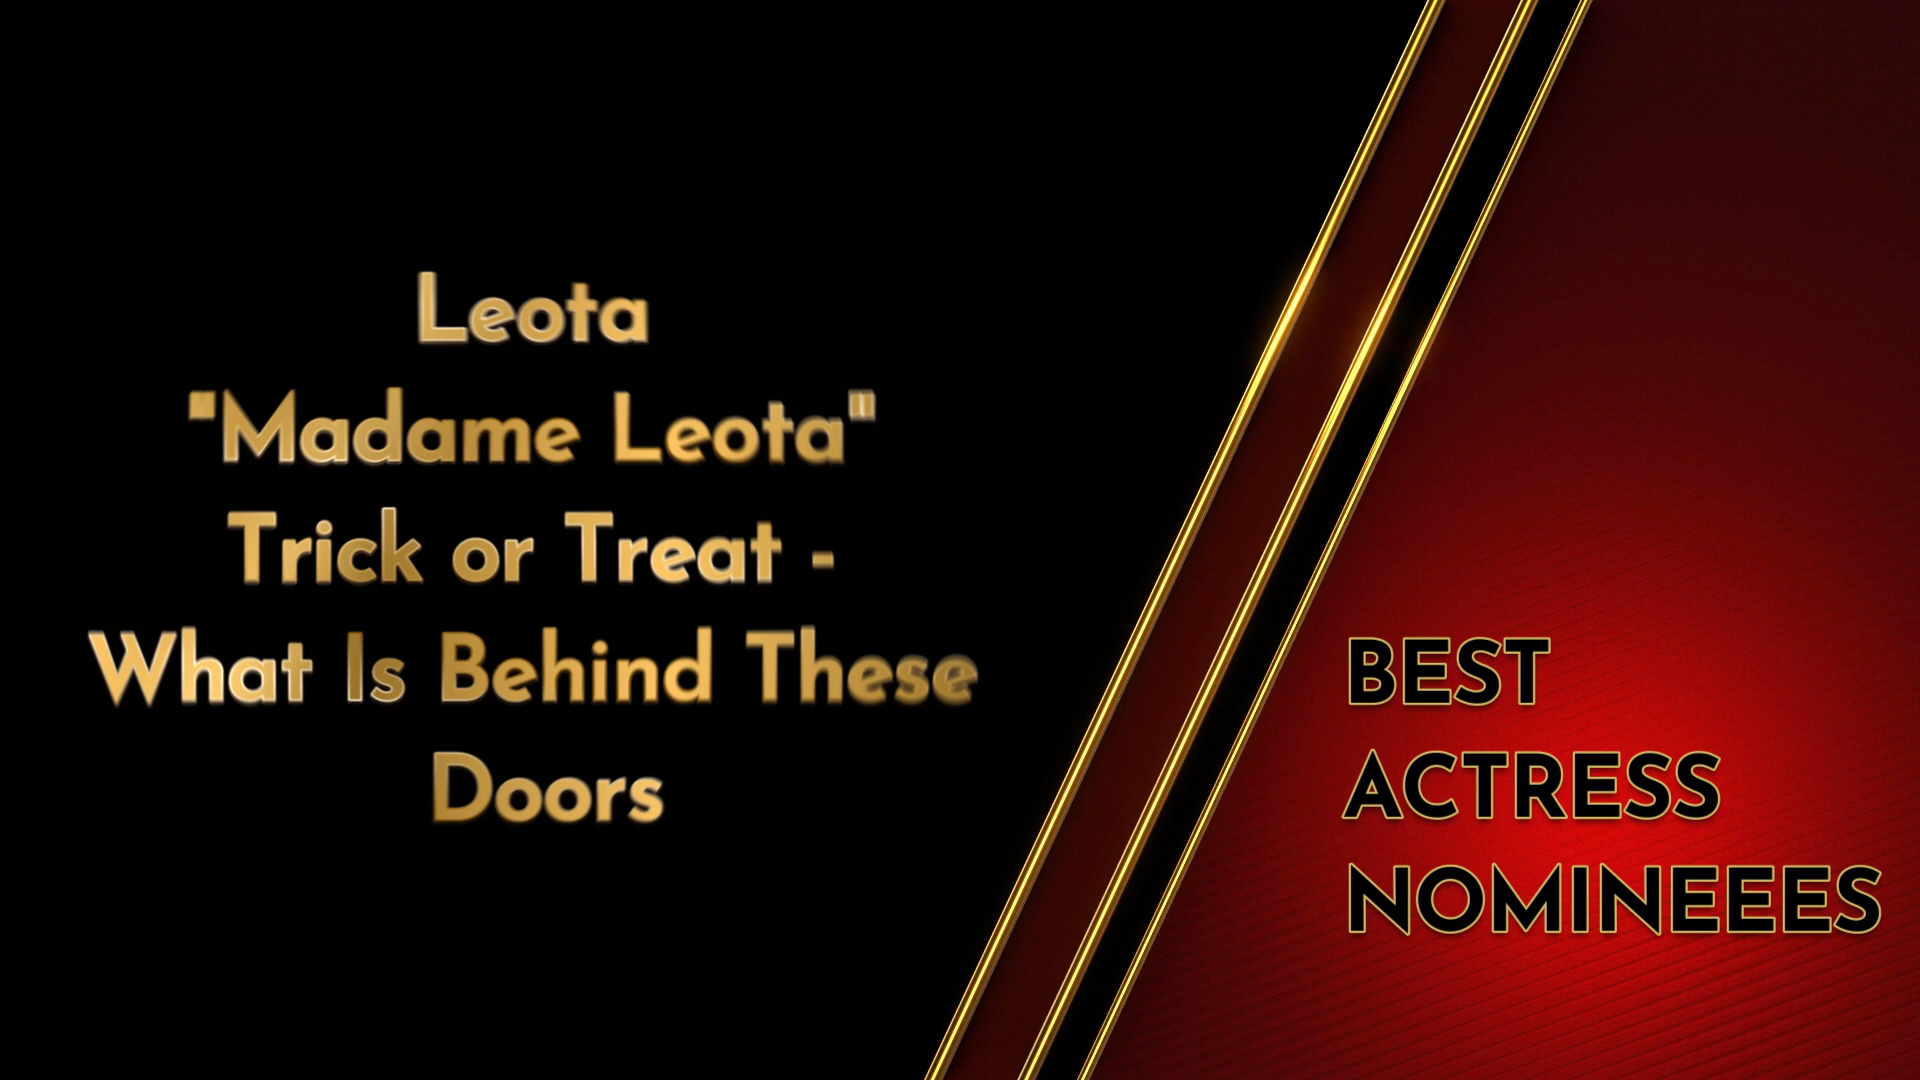 Leota
"Madame Leota"
Trick or Treat -
What Is Behind These
Doors
BEST
ACTRESS
NOMINEEES